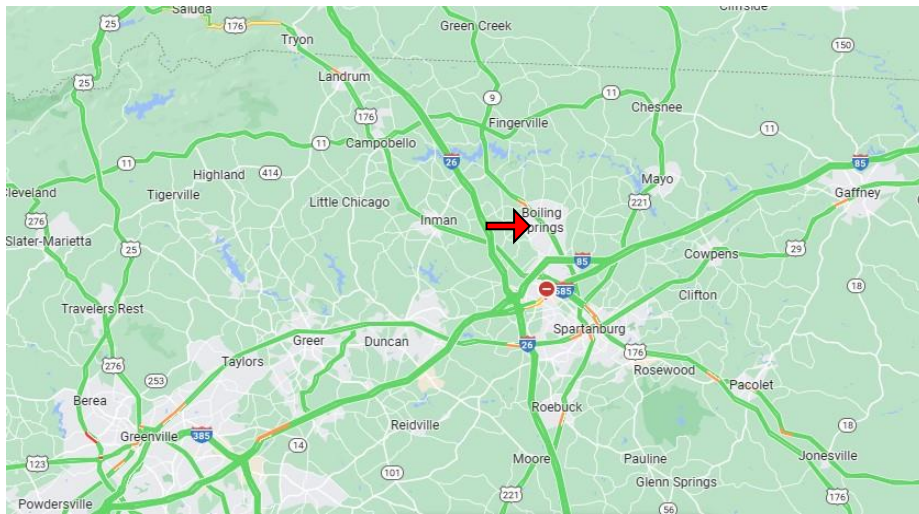 Saluda
Cliffside
25
176
Green Creek
Tryon
150
Landrum
25
9
11
Chesnee
176
Fingerville
11
Campobello
11
26
85
11
Highland
414
Mayo
Gaffney
Cleveland
Tigerville
Little Chicago
221
276
Inman
Boiling
Springs
Slater-Marietta
25
29
Cowpens
85
18
585
Clifton
Travelers Rest
Spartanburg
Greer
Duncan
26
176
Taylors
276
Rosewood
253
Pacolet
Berea
Roebuck
Reidville
18
Greenville
385
14
Jonesville
123
101
Moore
Pauline
Glenn Springs
221
176
Powdersville
56